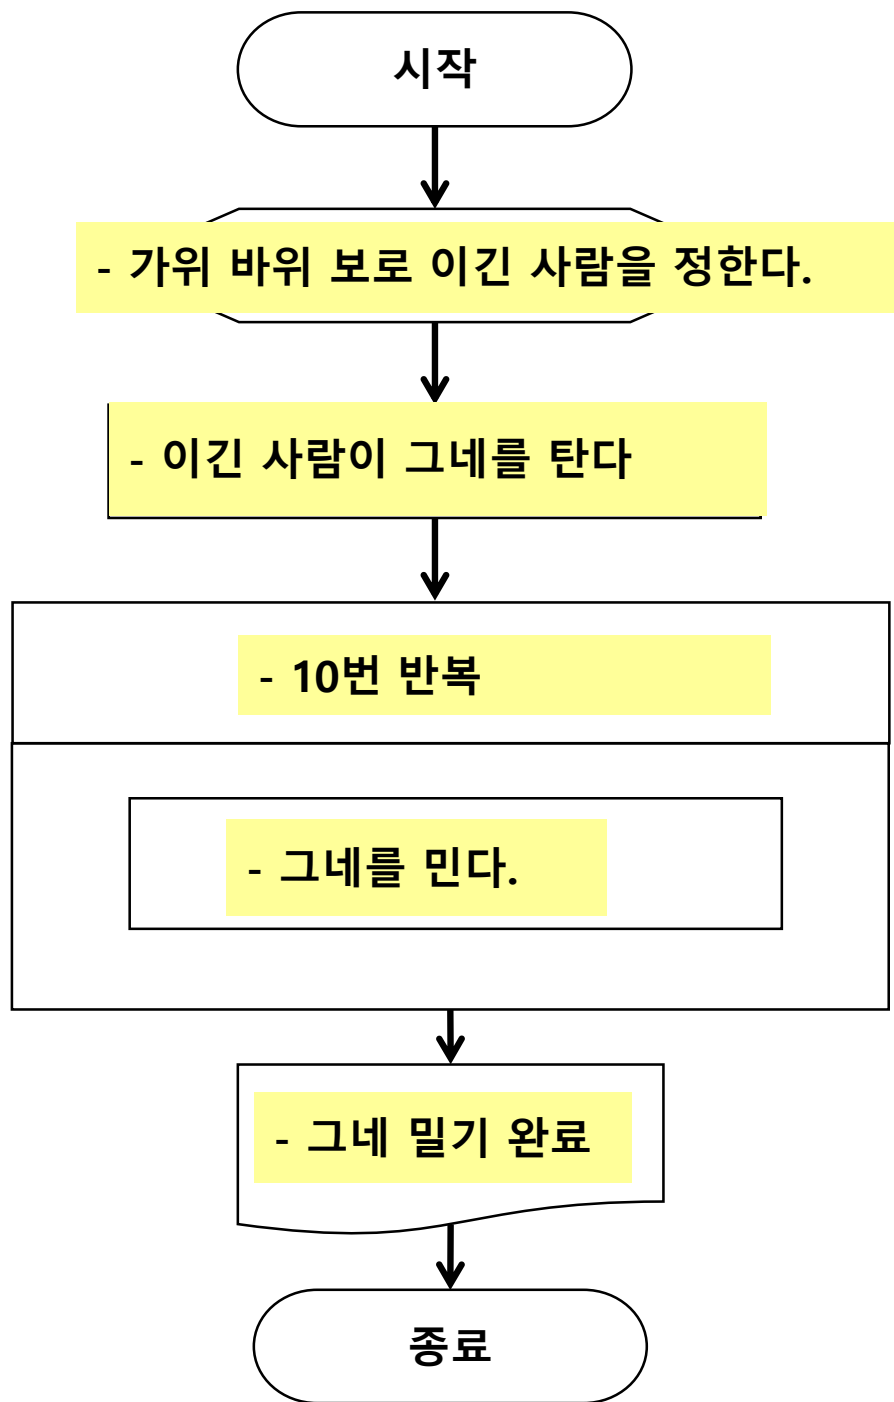 시작
- 가위 바위 보로 이긴 사람을 정한다.
- 이긴 사람이 그네를 탄다
- 10번 반복
- 그네를 민다.
- 그네 밀기 완료
종료